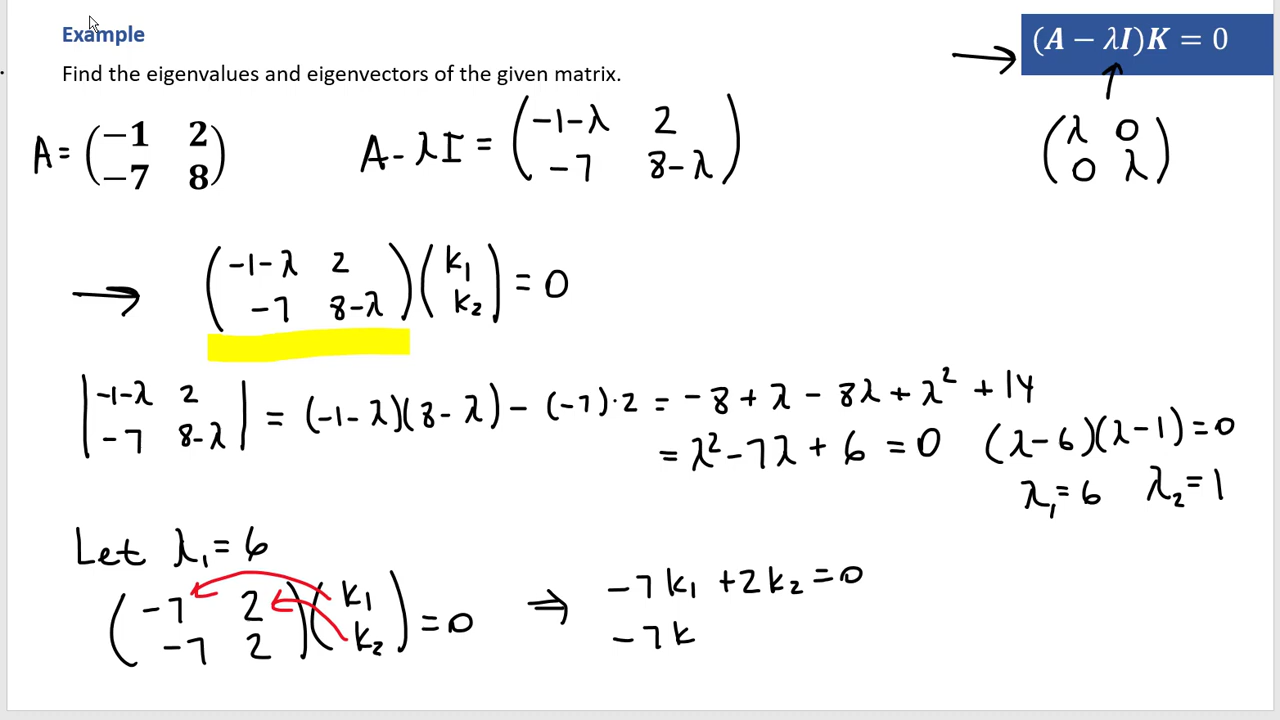 Example
(A − λI)K = 0
Find the eigenvalues and eigenvectors of the given matrix.
A = (−1 2
−7 8)
A - λI = (-1-λ 2
-7 8-λ)
(λ 0
0 λ)
→ (-1-λ 2
-7 8-λ)(k₁
k₂) = 0
|-1-λ 2
-7 8-λ| = (-1-λ)(8-λ) - (-7)·2 = -8 + λ - 8λ + λ² + 14
= λ² - 7λ + 6 = 0 (λ-6)(λ-1) = 0
λ₁ = 6 λ₂ = 1
Let λ₁ = 6
(-7 2
-7 2)(k₁
k₂) = 0
⇒ -7k₁ + 2k₂ = 0
-7k